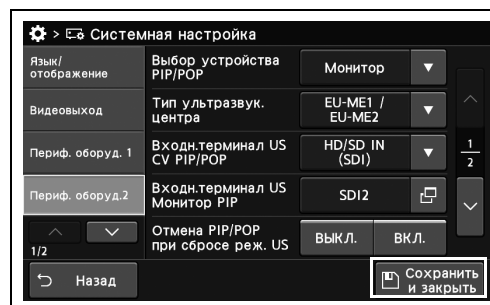 > Системная настройка
Язык/
отображение
Видеовыход
Периф. оборуд. 1
Периф. оборуд.2
1/2
Выбор устройства
PIP/POP
Монитор
Тип ультразвук.
центра
EU-ME1 /
EU-ME2
Входн.терминал US
CV PIP/POP
HD/SD IN
(SDI)
Входн.терминал US
Монитор PIP
SDI2
Отмена PIP/POP
при сбросе реж. US
ВЫКЛ.
ВКЛ.
1
2
Назад
Сохранить
и закрыть